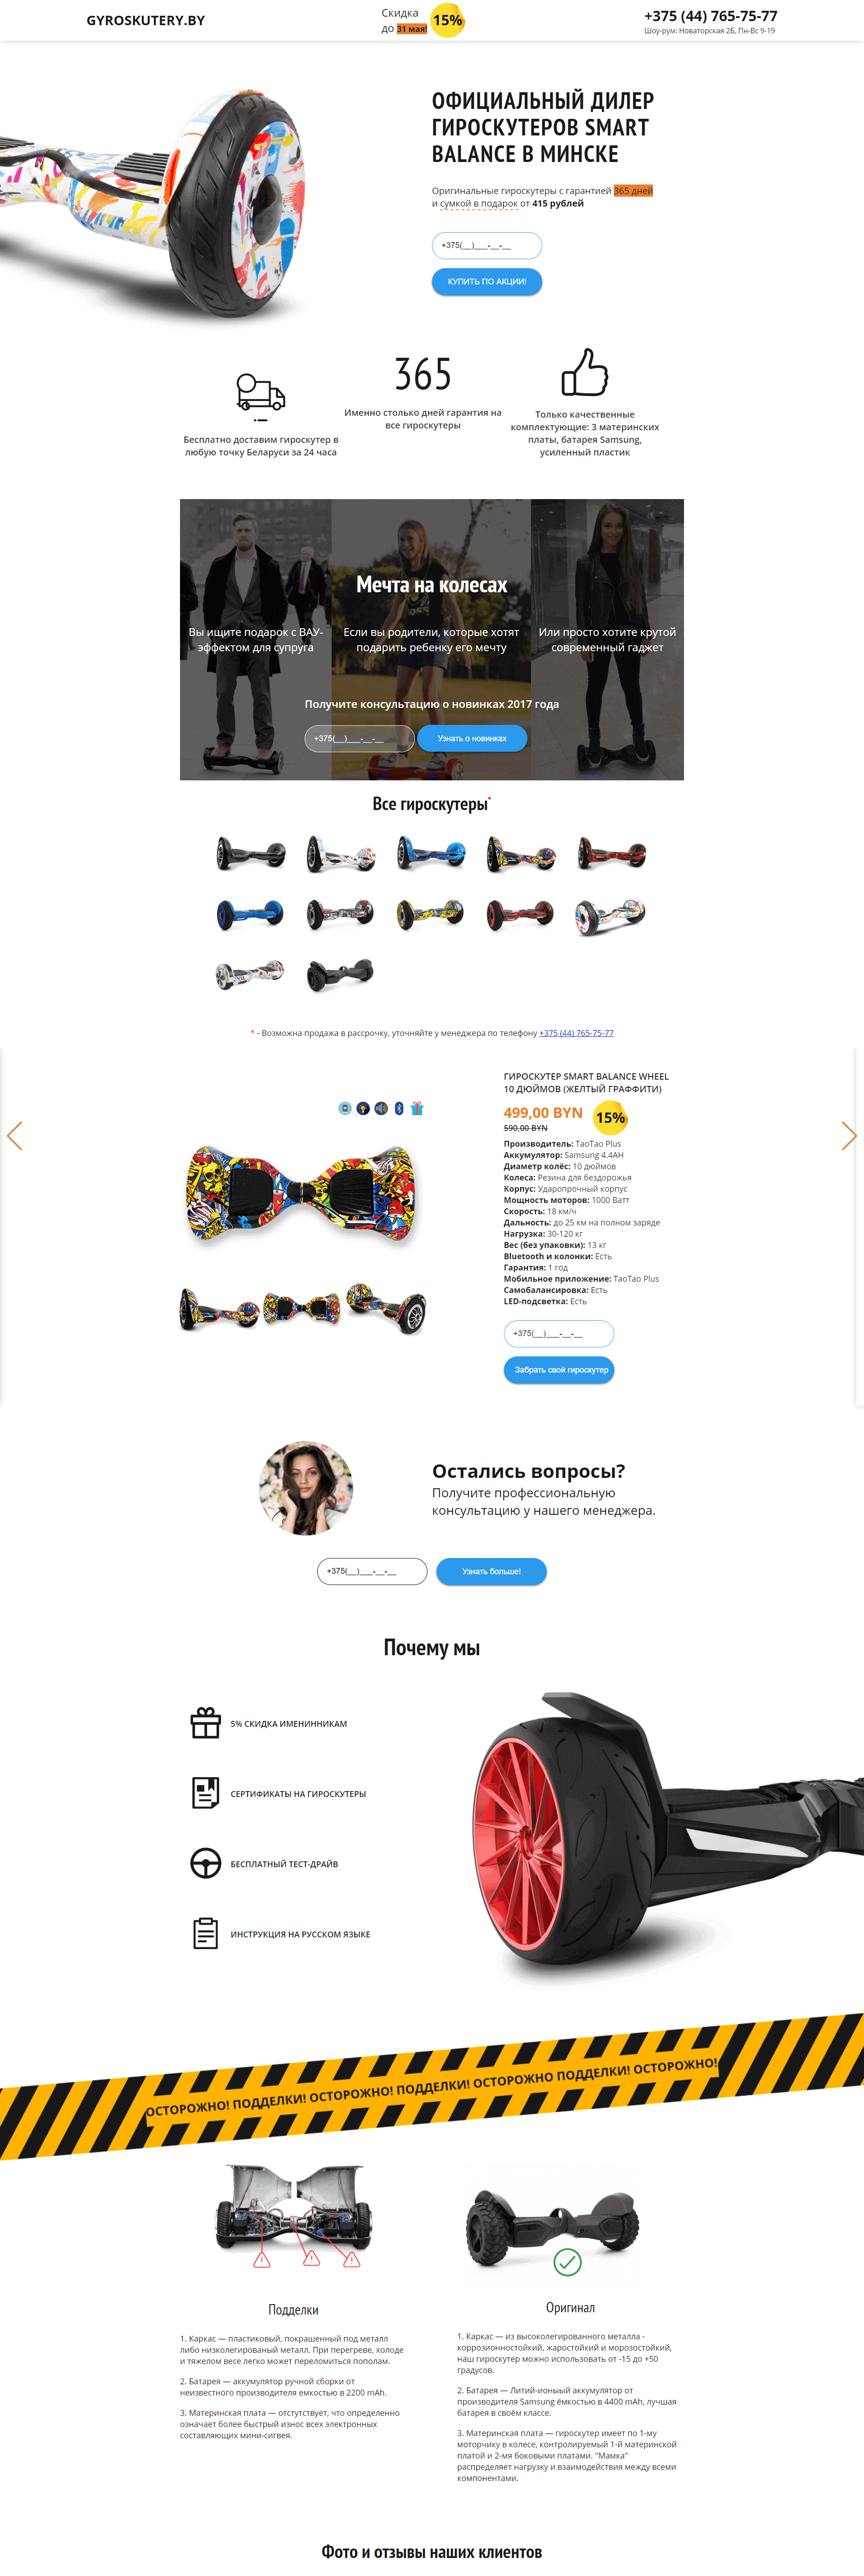 GYROSKUTERY.BY
Скидка
до 31 мая!
15%
+375 (44) 765-75-77
Шоу-рум: Новаторская 2Б, Пн-Вс 9-19
ОФИЦИАЛЬНЫЙ ДИЛЕР
ГИРОСКУТЕРОВ SMART
BALANCE В МИНСКЕ
Оригинальные гироскутеры с гарантией 365 дней
и сумкой в подарок от 415 рублей
+375(__)___-__-__
КУПИТЬ ПО АКЦИИ!
Бесплатно доставим гироскутер в
любую точку Беларуси за 24 часа
365
Именно столько дней гарантия на
все гироскутеры
Только качественные
комплектующие: 3 материнских
платы, батарея Samsung,
усиленный пластик
Мечта на колесах
Вы ищите подарок с ВАУ-
эффектом для супруга
Если вы родители, которые хотят
подарить ребенку его мечту
Или просто хотите крутой
современный гаджет
Получите консультацию о новинках 2017 года
+375(__)___-__-__
Узнать о новинках
Все гироскутеры*
* - Возможна продажа в рассрочку, уточняйте у менеджера по телефону +375 (44) 765-75-77
ГИРОСКУТЕР SMART BALANCE WHEEL
10 ДЮЙМОВ (ЖЕЛТЫЙ ГРАФФИТИ)
499,00 BYN
590,00 BYN
15%
Производитель: TaoTao Plus
Аккумулятор: Samsung 4.4AH
Диаметр колёс: 10 дюймов
Колеса: Резина для бездорожья
Корпус: Ударопрочный корпус
Мощность моторов: 1000 Ватт
Скорость: 18 км/ч
Дальность: до 25 км на полном заряде
Нагрузка: 30-120 кг
Вес (без упаковки): 13 кг
Bluetooth и колонки: Есть
Гарантия: 1 год
Мобильное приложение: TaoTao Plus
Самобалансировка: Есть
LED-подсветка: Есть
+375(__)___-__-__
Забрать свой гироскутер
Остались вопросы?
Получите профессиональную
консультацию у нашего менеджера.
+375(__)___-__-__
Узнать больше!
Почему мы
5% СКИДКА ИМЕНИННИКАМ
СЕРТИФИКАТЫ НА ГИРОСКУТЕРЫ
БЕСПЛАТНЫЙ ТЕСТ-ДРАЙВ
ИНСТРУКЦИЯ НА РУССКОМ ЯЗЫКЕ
ОСТОРОЖНО! ПОДДЕЛКИ! ОСТОРОЖНО! ПОДДЕЛКИ! ОСТОРОЖНО ПОДДЕЛКИ! ОСТОРОЖНО!
Подделки
1. Каркас — пластиковый, покрашенный под металл
либо низколегированый металл. При перегреве, холоде
и тяжелом весе легко может переломиться пополам.
2. Батарея — аккумулятор ручной сборки от
неизвестного производителя емкостью в 2200 mAh.
3. Материнская плата — отстутствует, что определенно
означает более быстрый износ всех электронных
составляющих мини-сигвея.
Оригинал
1. Каркас — из высоколегированного металла -
коррозионностойкий, жаростойкий и морозостойкий,
наш гироскутер можно использовать от -15 до +50
градусов.
2. Батарея — Литий-ионыый аккумулятор от
производителя Samsung ёмкостью в 4400 mAh, лучшая
батарея в своём классе.
3. Материнская плата — гироскутер имеет по 1-му
моторчику в колесе, контролируемый 1-й материнской
платой и 2-мя боковыми платами. "Мамка"
распределяет нагрузку и взаимодействия между всеми
компонентами.
Фото и отзывы наших клиентов